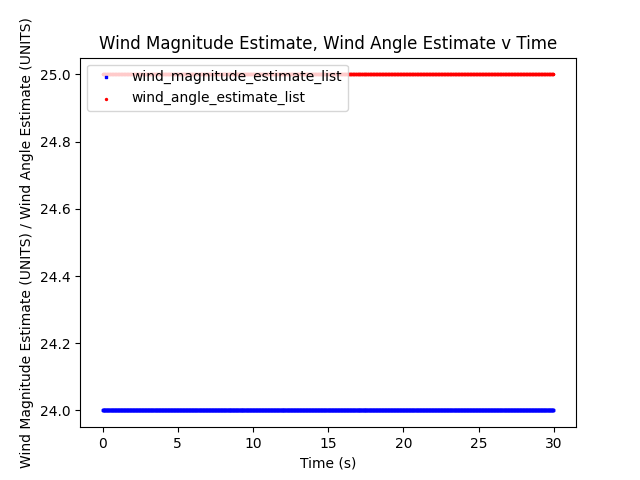 Wind Magnitude Estimate, Wind Angle Estimate v Time
Wind Magnitude Estimate (UNITS) / Wind Angle Estimate (UNITS)
25.0
24.8
24.6
24.4
24.2
24.0
wind_magnitude_estimate_list
wind_angle_estimate_list
0 5 10 15 20 25 30
Time (s)